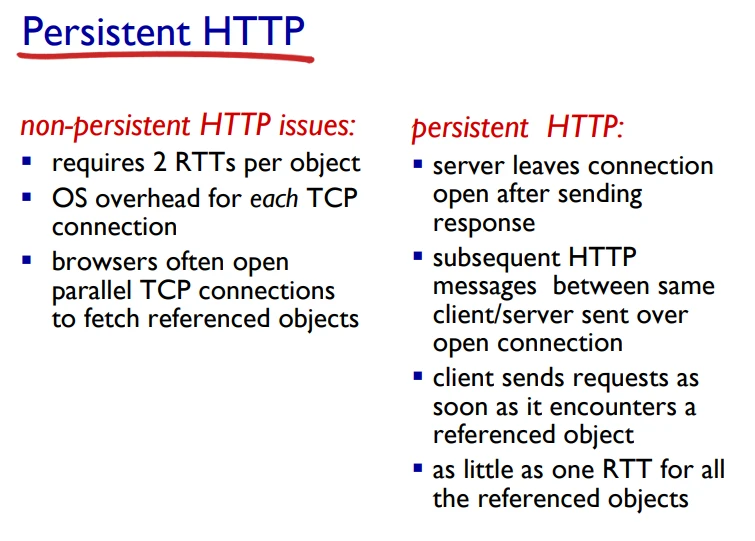 Persistent HTTP
non-persistent HTTP issues:
▪ requires 2 RTTs per object
▪ OS overhead for each TCP
connection
▪ browsers often open
parallel TCP connections
to fetch referenced objects
persistent HTTP:
▪ server leaves connection
open after sending
response
▪ subsequent HTTP
messages between same
client/server sent over
open connection
▪ client sends requests as
soon as it encounters a
referenced object
▪ as little as one RTT for all
the referenced objects